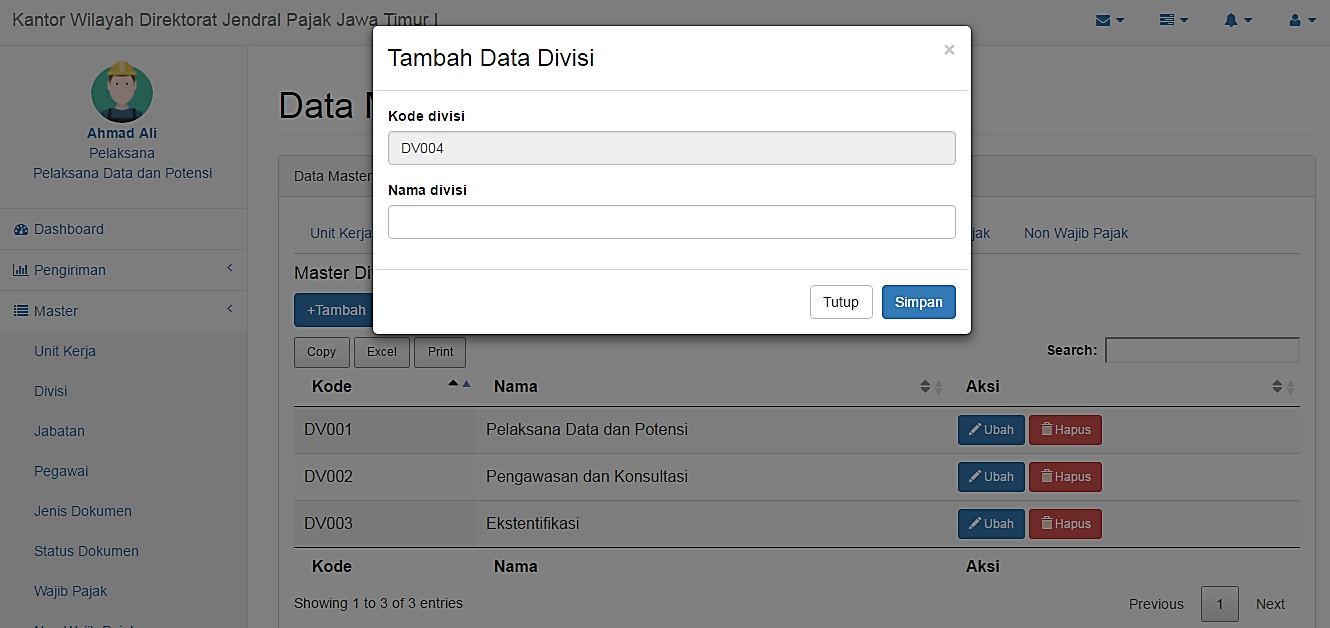 Kantor Wilayah Direktorat Jendral Pajak Jawa Timur I
Tambah Data Divisi
×
Kode divisi
DV004
Nama divisi
Tutup
Simpan
Ahmad Ali
Pelaksana
Pelaksana Data dan Potensi
Dashboard
Pengiriman
Master
Unit Kerja
Divisi
Jabatan
Pegawai
Jenis Dokumen
Status Dokumen
Wajib Pajak
Data
Data Master
Unit Kerja
Non Wajib Pajak
Master
+Tambah
Copy Excel Print
Search:
Kode Nama Aksi
DV001 Pelaksana Data dan Potensi Ubah Hapus
DV002 Pengawasan dan Konsultasi Ubah Hapus
DV003 Ekstentifikasi Ubah Hapus
Kode Nama Aksi
Showing 1 to 3 of 3 entries
Previous 1 Next